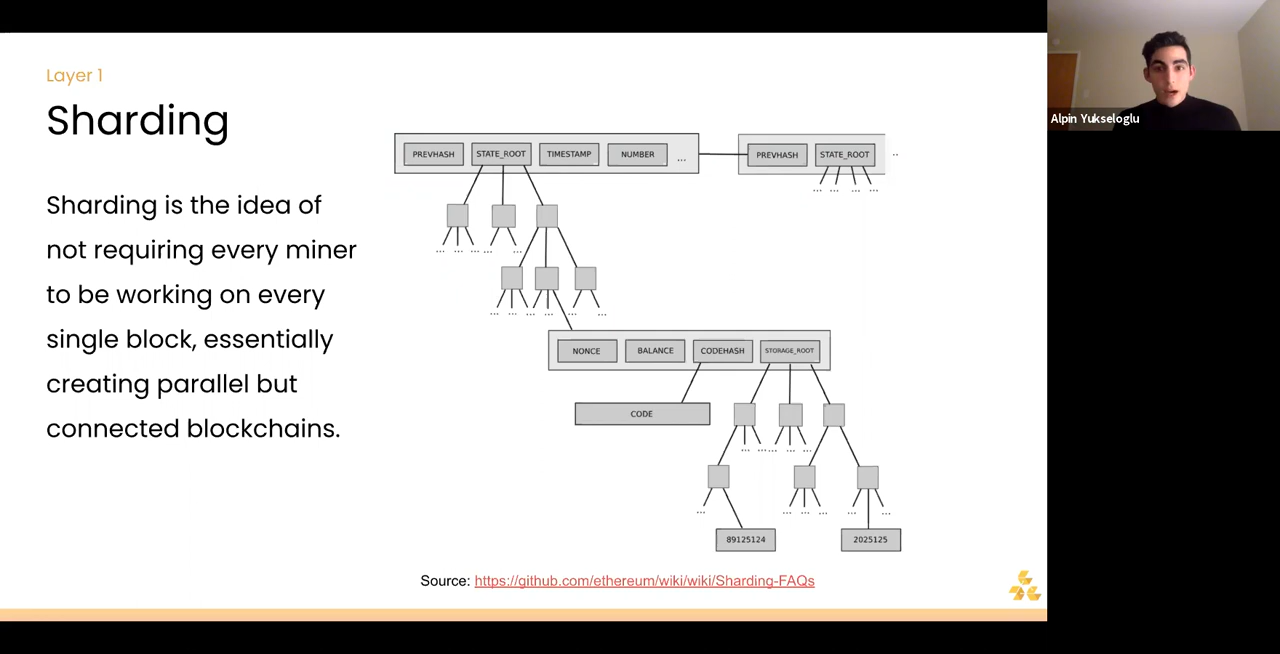 Layer 1
Sharding
Sharding is the idea of
not requiring every miner
to be working on every
single block, essentially
creating parallel but
connected blockchains.
PREVHASH STATE_ROOT TIMESTAMP NUMBER ... PREVHASH STATE_ROOT ..
... ... ... ...
... ... ... ... ...
... ... ... ... ... ...
NONCE BALANCE CODEHASH STORAGE_ROOT
CODE
... ... ... ... ...
... ... ... ... ... ...
89125124 2025125
Source: https://github.com/ethereum/wiki/wiki/Sharding-FAQs
Alpin Yukseloglu